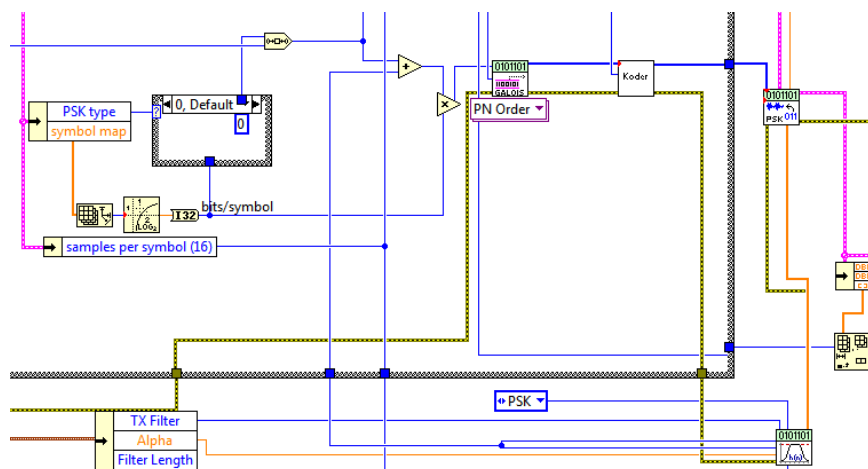 0101101
GALOIS
Koder
PN Order
0, Default
0
PSK type
symbol map
0101101
PSK 011
LOG2
I32
bits/symbol
samples per symbol (16)
PSK
TX Filter
Alpha
Filter Length
0101101
h(n)